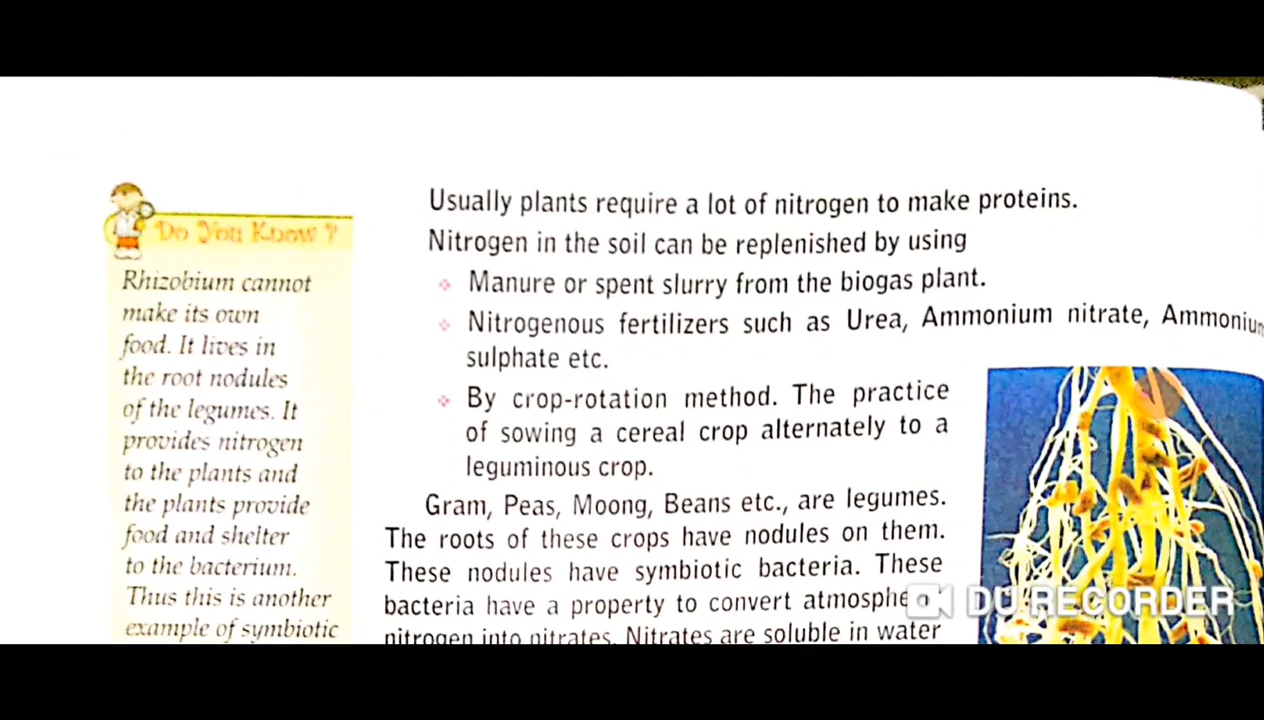 Do You Know ?
Rhizobium cannot
make its own
food. It lives in
the root nodules
of the legumes. It
provides nitrogen
to the plants and
the plants provide
food and shelter
to the bacterium.
Thus this is another
example of symbiotic
Usually plants require a lot of nitrogen to make proteins.
Nitrogen in the soil can be replenished by using
Manure or spent slurry from the biogas plant.
Nitrogenous fertilizers such as Urea, Ammonium nitrate, Ammonium
sulphate etc.
By crop-rotation method. The practice
of sowing a cereal crop alternately to a
leguminous crop.
Gram, Peas, Moong, Beans etc., are legumes.
The roots of these crops have nodules on them.
These nodules have symbiotic bacteria. These
bacteria have a property to convert
nitrogen into nitrates. Nitrates are soluble in water
DU RECORDER